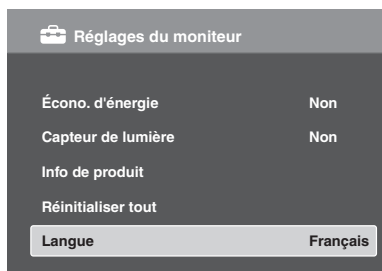 Réglages du moniteur
Écono. d'énergie Non
Capteur de lumière Non
Info de produit
Réinitialiser tout
Langue Français